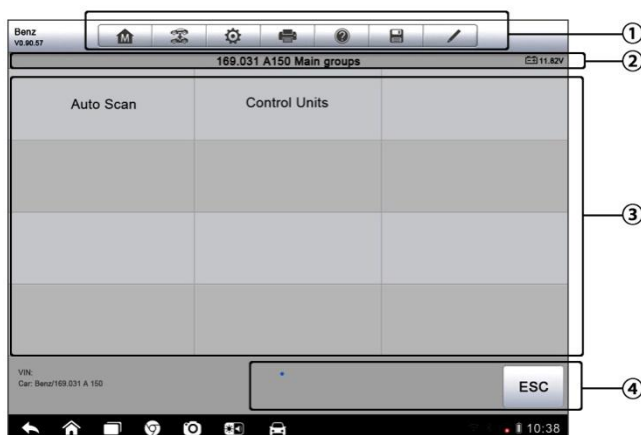 Benz
V0.90.57
M
①
169.031 A150 Main groups
11.82V
②
Auto Scan
Control Units
③
VIN:
Car: Benz/169.031 A 150
ESC
④
10:38